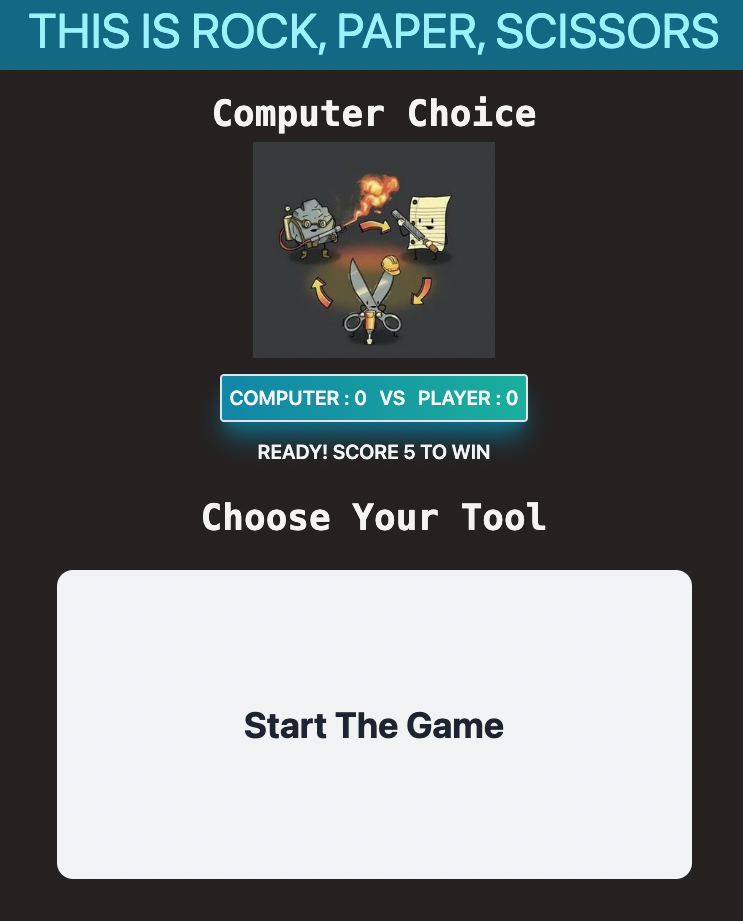 THIS IS ROCK, PAPER, SCISSORS
Computer Choice
COMPUTER : 0 VS PLAYER : 0
READY! SCORE 5 TO WIN
Choose Your Tool
Start The Game